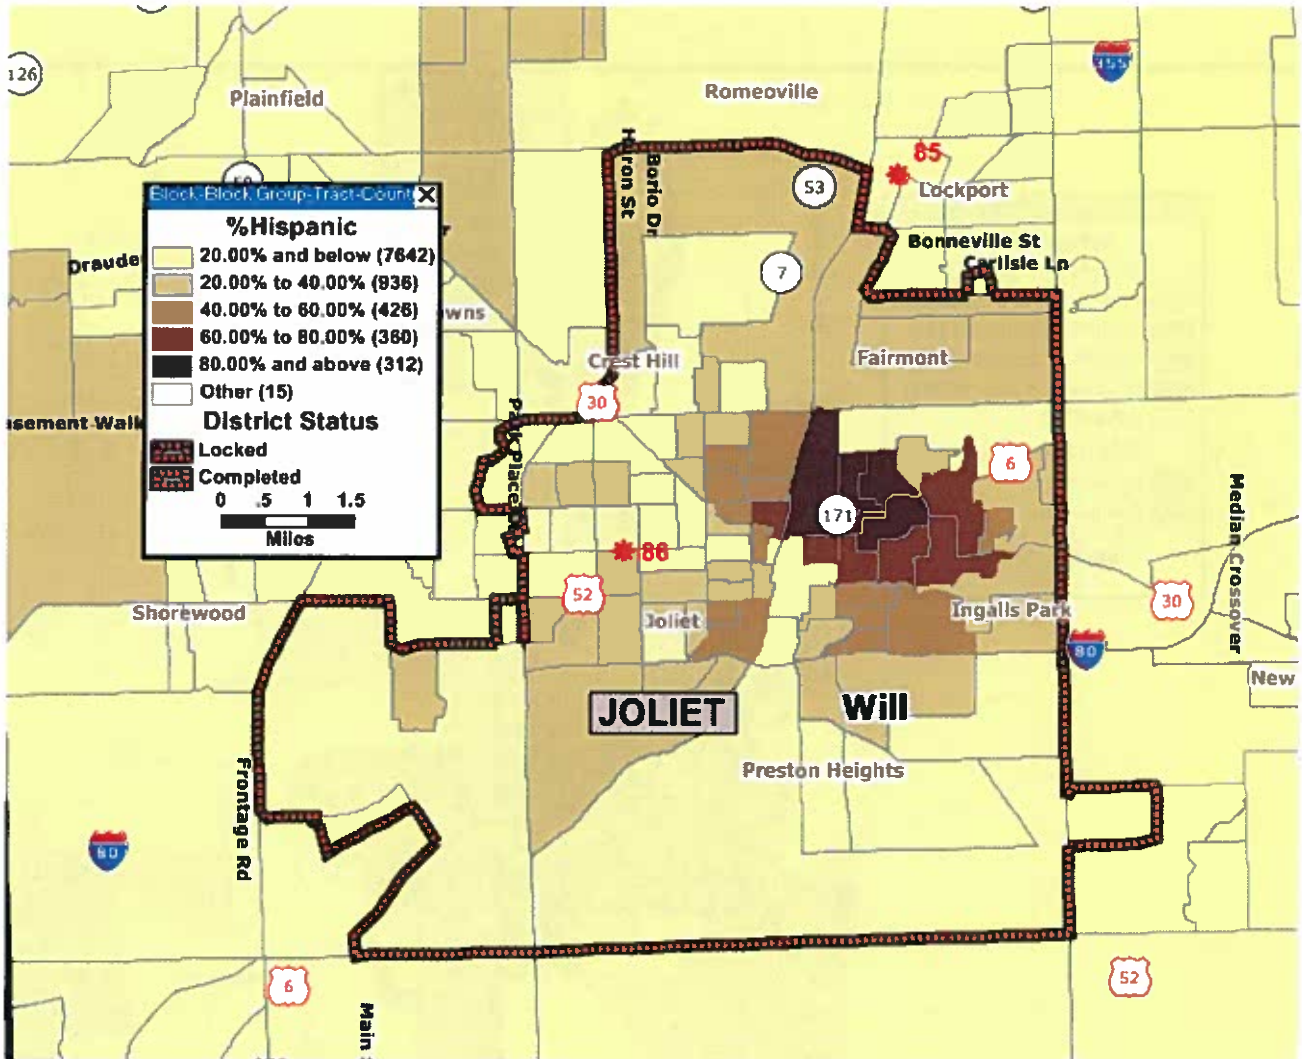 126
Plainfield
Romeoville
355
Huron St
Borio Dr
53
85
Lockport
Block-Block Group-Tract-Count
%Hispanic
20.00% and below (7642)
20.00% to 40.00% (936)
40.00% to 60.00% (426)
60.00% to 80.00% (360)
80.00% and above (312)
Other (15)
District Status
Locked
Completed
0 .5 1 1.5
Miles
Bonneville St
Carlisle Ln
7
wns
Crest Hill
Fairmont
30
asement Walk
Park Place
6
171
Median Crossover
86
52
Shorewood
Joliet
Ingalls Park
30
80
New
JOLIET
Will
Preston Heights
Frontage Rd
80
6
52
Main